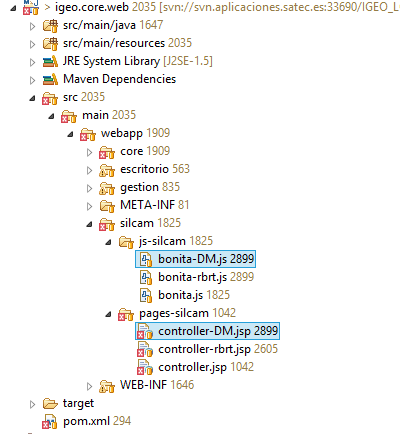 > igeo.core.web 2035 [svn://svn.aplicaciones.satec.es:33690/IGEO_L
src/main/java 1647
src/main/resources 2035
JRE System Library [J2SE-1.5]
Maven Dependencies
src 2035
main 2035
webapp 1909
core 1909
escritorio 563
gestion 835
META-INF 81
silcam 1825
js-silcam 1825
bonita-DM.js 2899
bonita-rbrt.js 2899
bonita.js 1825
pages-silcam 1042
controller-DM.jsp 2899
controller-rbrt.jsp 2605
controller.jsp 1042
WEB-INF 1646
target
pom.xml 294